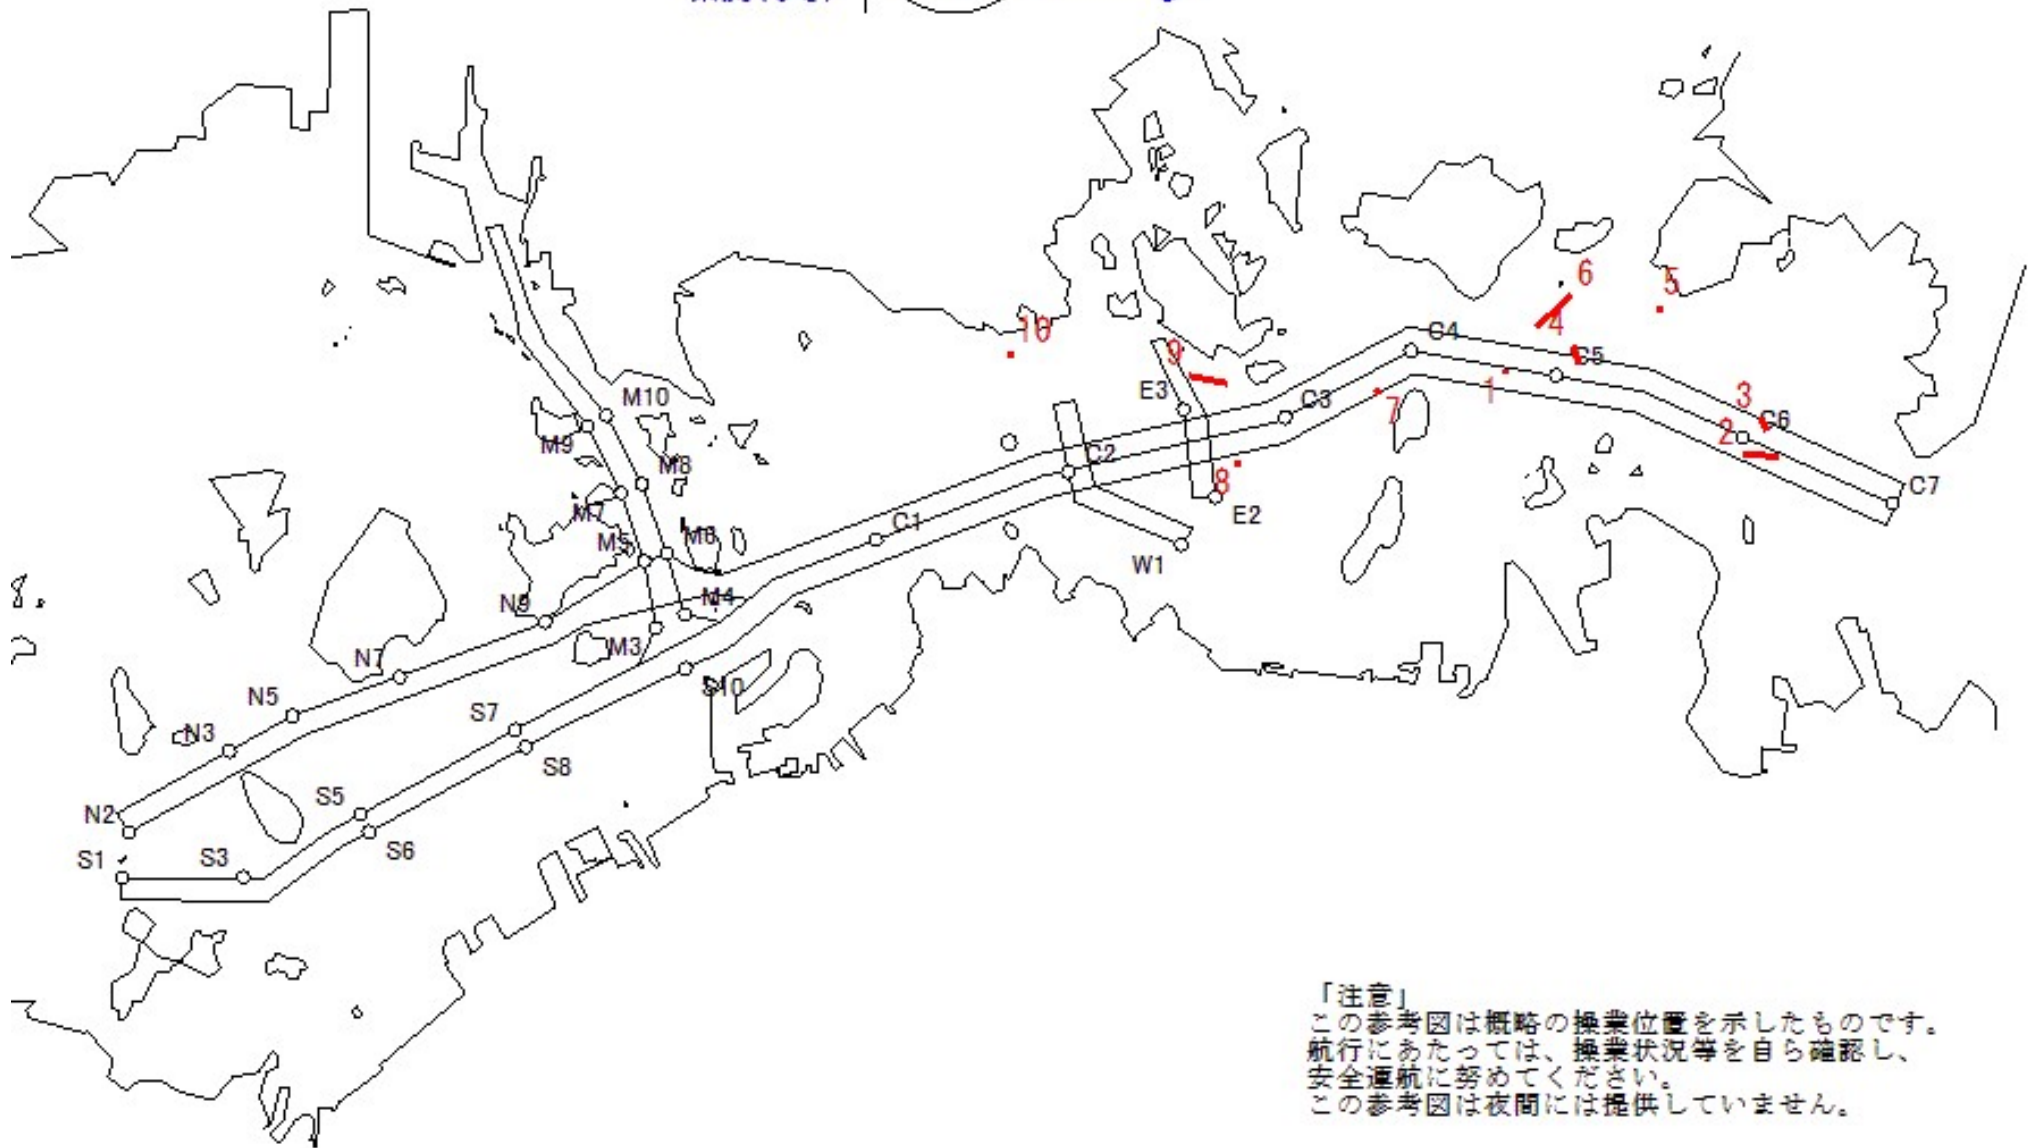 6
5
10
4
C4
C5
9
1
E3
M10
C3
7
3
C6
M9
2
C2
M8
8
C7
M7
E2
C1
M5
M6
W1
N9
M4
M3
N7
S10
N5
S7
N3
S8
S5
N2
S6
S1
S3
「注意」
この参考図は概略の操業位置を示したものです。
航行にあたっては、操業状況等を自ら確認し、
安全運航に努めてください。
この参考図は夜間には提供していません。